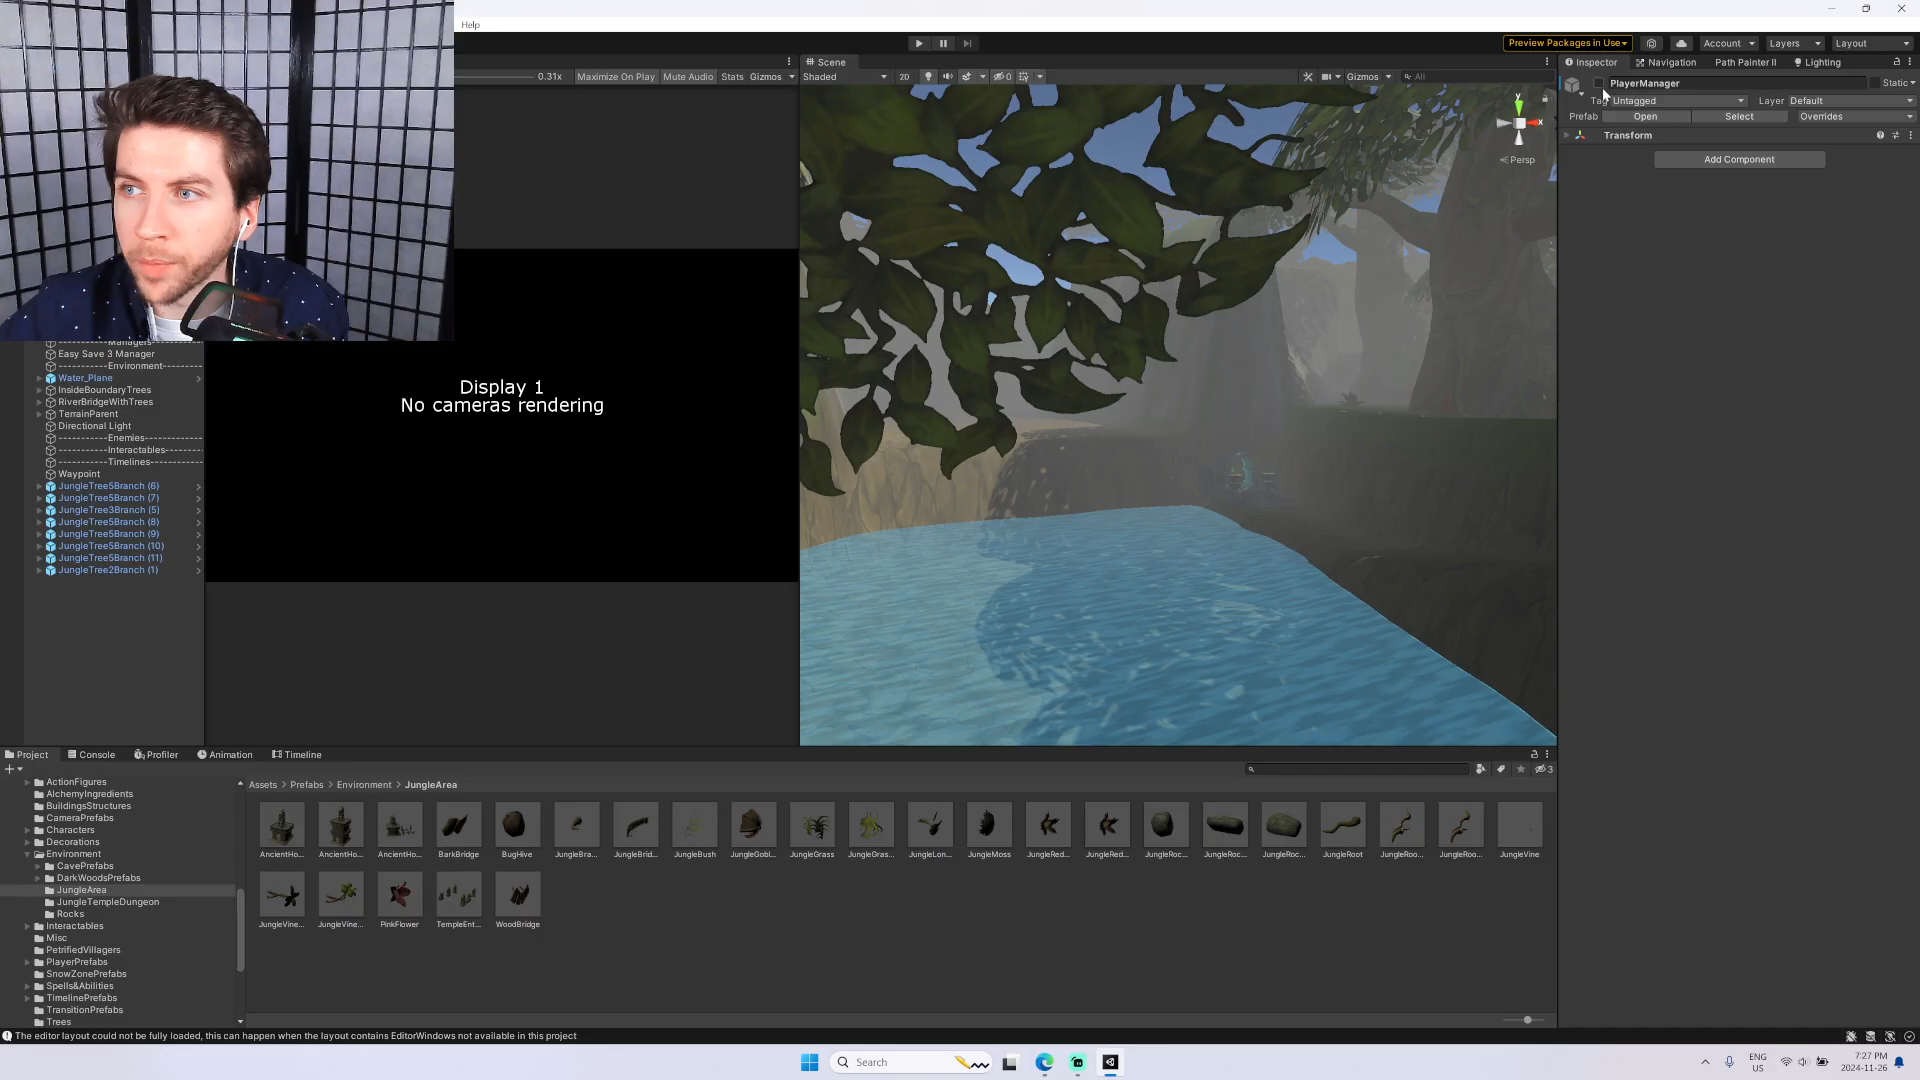 Help
Preview Packages in Use
Account
Layers
Layout
Scene
Inspector
Navigation
Path Painter II
Lighting
0.31x
Maximize On Play
Mute Audio
Stats
Gizmos
Shaded
2D
0
Gizmos
All
PlayerManager
Static
Tag
Untagged
Layer
Default
Prefab
Open
Select
Overrides
Transform
Add Component
y
x
Persp
Display 1
No cameras rendering
----------Managers----------
Easy Save 3 Manager
----------Environment----------
Water_Plane
InsideBoundaryTrees
RiverBridgeWithTrees
TerrainParent
Directional Light
----------Enemies----------
----------Interactables----------
----------Timelines----------
Waypoint
JungleTree5Branch (6)
JungleTree5Branch (7)
JungleTree3Branch (5)
JungleTree5Branch (8)
JungleTree5Branch (9)
JungleTree5Branch (10)
JungleTree5Branch (11)
JungleTree2Branch (1)
Project
Console
Profiler
Animation
Timeline
3
ActionFigures
AlchemyIngredients
BuildingsStructures
CameraPrefabs
Characters
Decorations
Environment
CavePrefabs
DarkWoodsPrefabs
JungleArea
JungleTempleDungeon
Rocks
Interactables
Misc
PetrifiedVillagers
PlayerPrefabs
SnowZonePrefabs
Spells&Abilities
TimelinePrefabs
TransitionPrefabs
Trees
Assets > Prefabs > Environment > JungleArea
AncientHo... AncientHo... AncientHo... BarkBridge BugHive JungleBra... JungleBrid... JungleBush JungleGobl... JungleGrass JungleGras... JungleLon... JungleMoss JungleRed... JungleRed... JungleRoc... JungleRoc... JungleRoc... JungleRoot JungleRoo... JungleRoo... JungleVine
JungleVine... JungleVine... PinkFlower TempleEnt... WoodBridge
The editor layout could not be fully loaded, this can happen when the layout contains EditorWindows not available in this project
Search
ENG
US
7:27 PM
2024-11-26